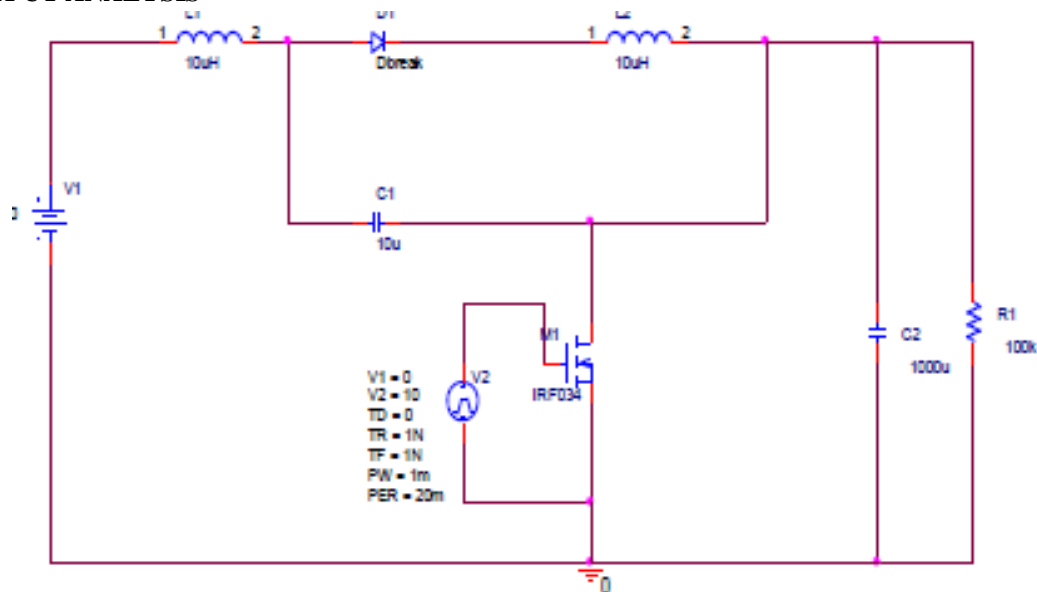 1
2
10uH
Dbreak
1
2
10uH
V1
C1
10u
M1
V2
IRF034
V1 = 0
V2 = 10
TD = 0
TR = 1N
TF = 1N
PW = 1m
PER = 20m
C2
1000u
R1
100k
0